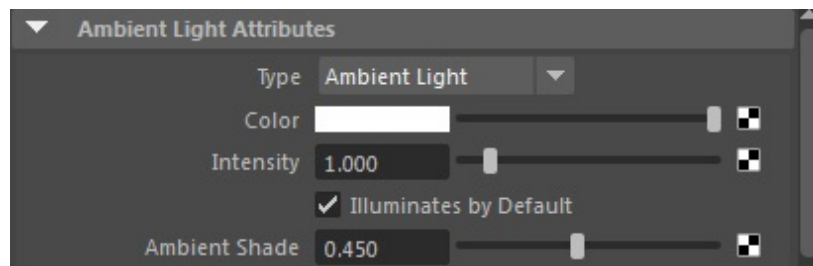 Ambient Light Attributes
Type Ambient Light
Color
Intensity 1.000
Illuminates by Default
Ambient Shade 0.450